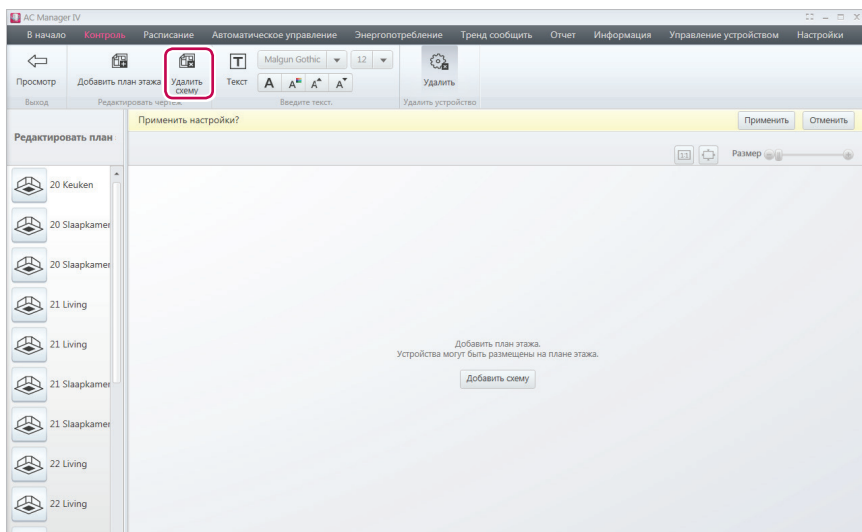 AC Manager IV
В начало Контроль Расписание Автоматическое управление Энергопотребление Тренд сообщить Отчет Информация Управление устройством Настройки
Просмотр Добавить план этажа Удалить схему Текст Malgun Gothic 12 Удалить
A A A A
Выход Редактировать чертеж Введите текст. Удалить устройство
Применить настройки? Применить Отменить
Редактировать план
1:1 Размер
20 Keuken
20 Slaapkamer
20 Slaapkamer
21 Living
21 Living
21 Slaapkamer
21 Slaapkamer
22 Living
22 Living
Добавить план этажа.
Устройства могут быть размещены на плане этажа.
Добавить схему